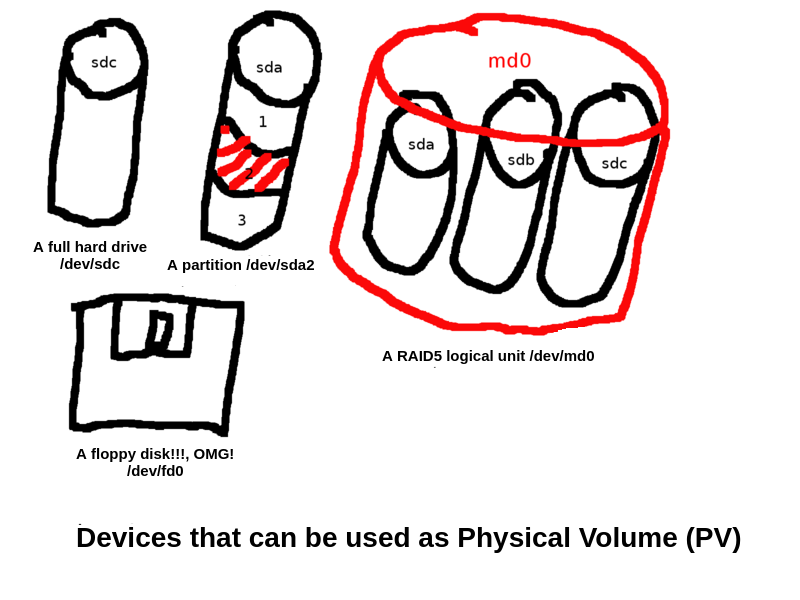 sdc
sda
1
2
3
md0
sda
sdb
sdc
A full hard drive
/dev/sdc
A partition /dev/sda2
A RAID5 logical unit /dev/md0
A floppy disk!!!, OMG!
/dev/fd0
Devices that can be used as Physical Volume (PV)